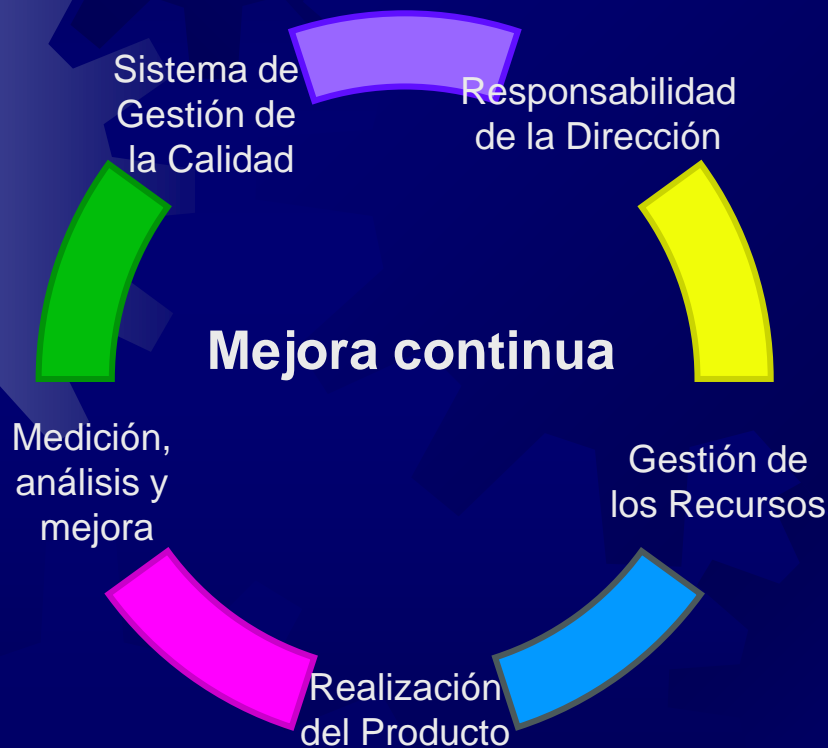 Sistema de
Gestión de
la Calidad
Responsabilidad
de la Dirección
Mejora continua
Medición,
análisis y
mejora
Gestión de
los Recursos
Realización
del Producto